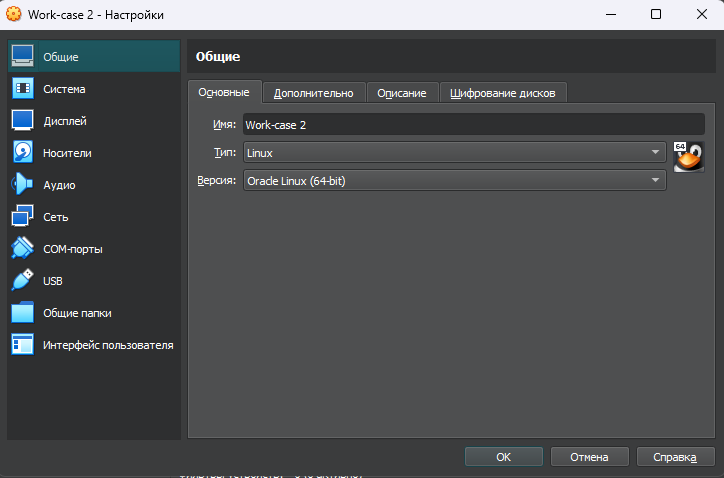 Work-case 2 - Настройки
Общие
Система
Дисплей
Носители
Аудио
Сеть
COM-порты
USB
Общие папки
Интерфейс пользователя
Общие
Основные
Дополнительно
Описание
Шифрование дисков
Имя: Work-case 2
Тип: Linux
64
Версия: Oracle Linux (64-bit)
OK
Отмена
Справка